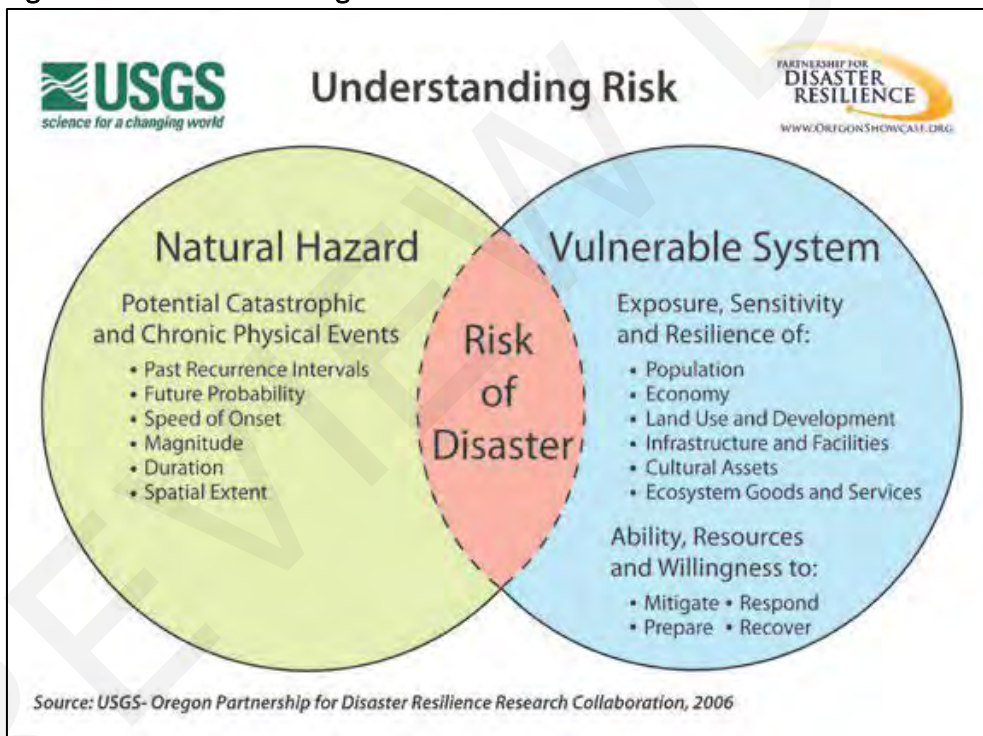 USGS
science for a changing world
Understanding Risk
PARTNERSHIP FOR
DISASTER
RESILIENCE
WWW.OREGONSHOWCASE.ORG
Natural Hazard
Potential Catastrophic
and Chronic Physical Events
• Past Recurrence Intervals
• Future Probability
• Speed of Onset
• Magnitude
• Duration
• Spatial Extent
Risk
of
Disaster
Vulnerable System
Exposure, Sensitivity
and Resilience of:
• Population
• Economy
• Land Use and Development
• Infrastructure and Facilities
• Cultural Assets
• Ecosystem Goods and Services
Ability, Resources
and Willingness to:
• Mitigate • Respond
• Prepare • Recover
Source: USGS- Oregon Partnership for Disaster Resilience Research Collaboration, 2006